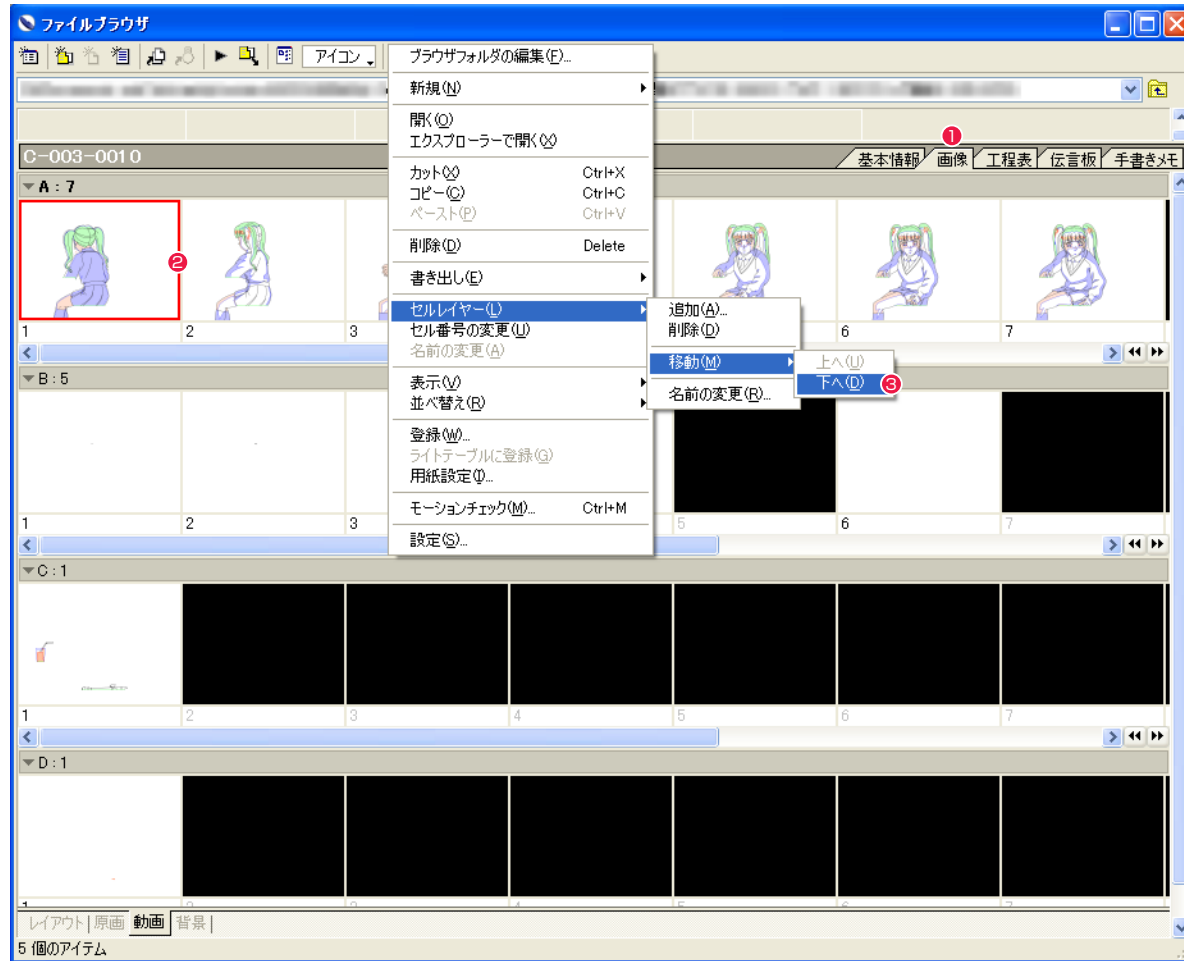 ファイルブラウザ
アイコン
ブラウザフォルダの編集(F)...
新規(N)
開く(O)
エクスプローラーで開く(X)
カット(X) Ctrl+X
コピー(C) Ctrl+C
ペースト(P) Ctrl+V
削除(D) Delete
書き出し(E)
セルレイヤー(L)
セル番号の変更(U)
名前の変更(A)
表示(V)
並べ替え(R)
登録(W)...
ライトテーブルに登録(G)
用紙設定(I)...
モーションチェック(M)... Ctrl+M
設定(S)...
追加(A)...
削除(D)
移動(M)
名前の変更(R)...
上へ(U)
下へ(D) 3
1
C-003-0010 基本情報 画像 工程表 伝言板 手書きメモ
A : 7
2
1 2 3 6 7
B : 5
1 2 3 5 6 7
C : 1
1 2 3 4 5 6 7
D : 1
レイアウト 原画 動画 背景
5 個のアイテム